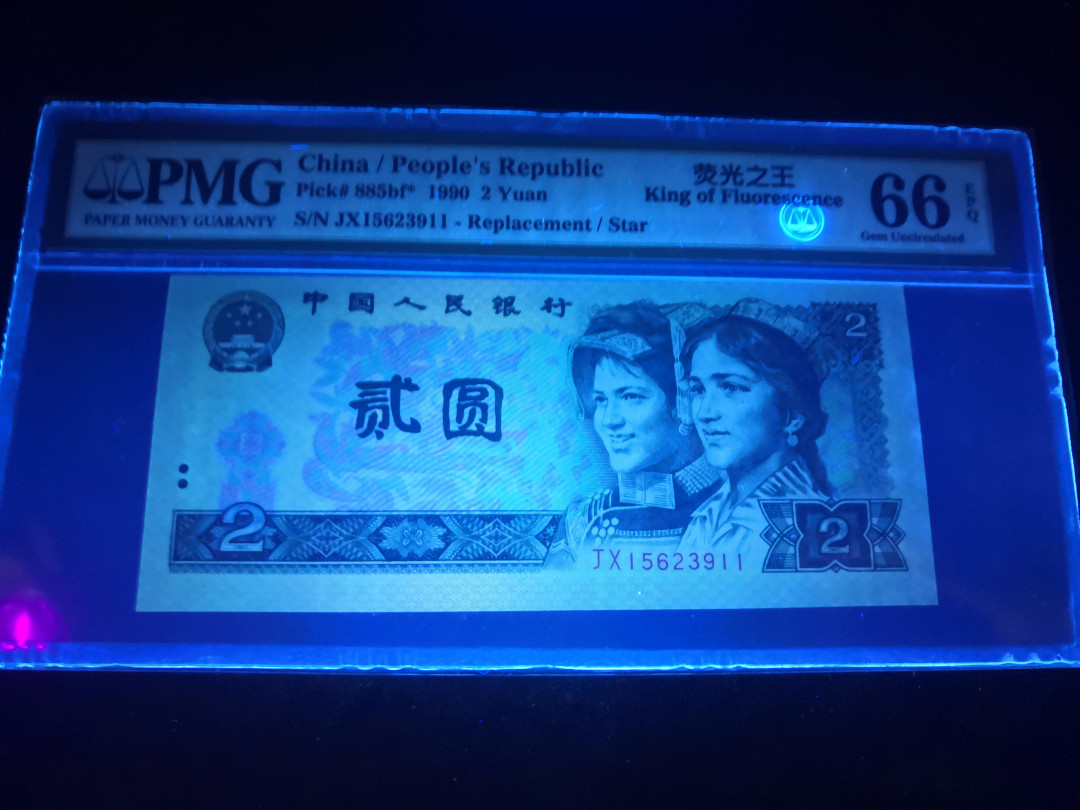 PMG
PAPER MONEY GUARANTY
China / People's Republic
Pick# 885bf* 1990 2 Yuan
S/N JX15623911 - Replacement / Star
荧光之王
King of Fluorescence
66
EPQ
Gem Uncirculated
中国人民银行
贰圆
2
2
2
JX15623911